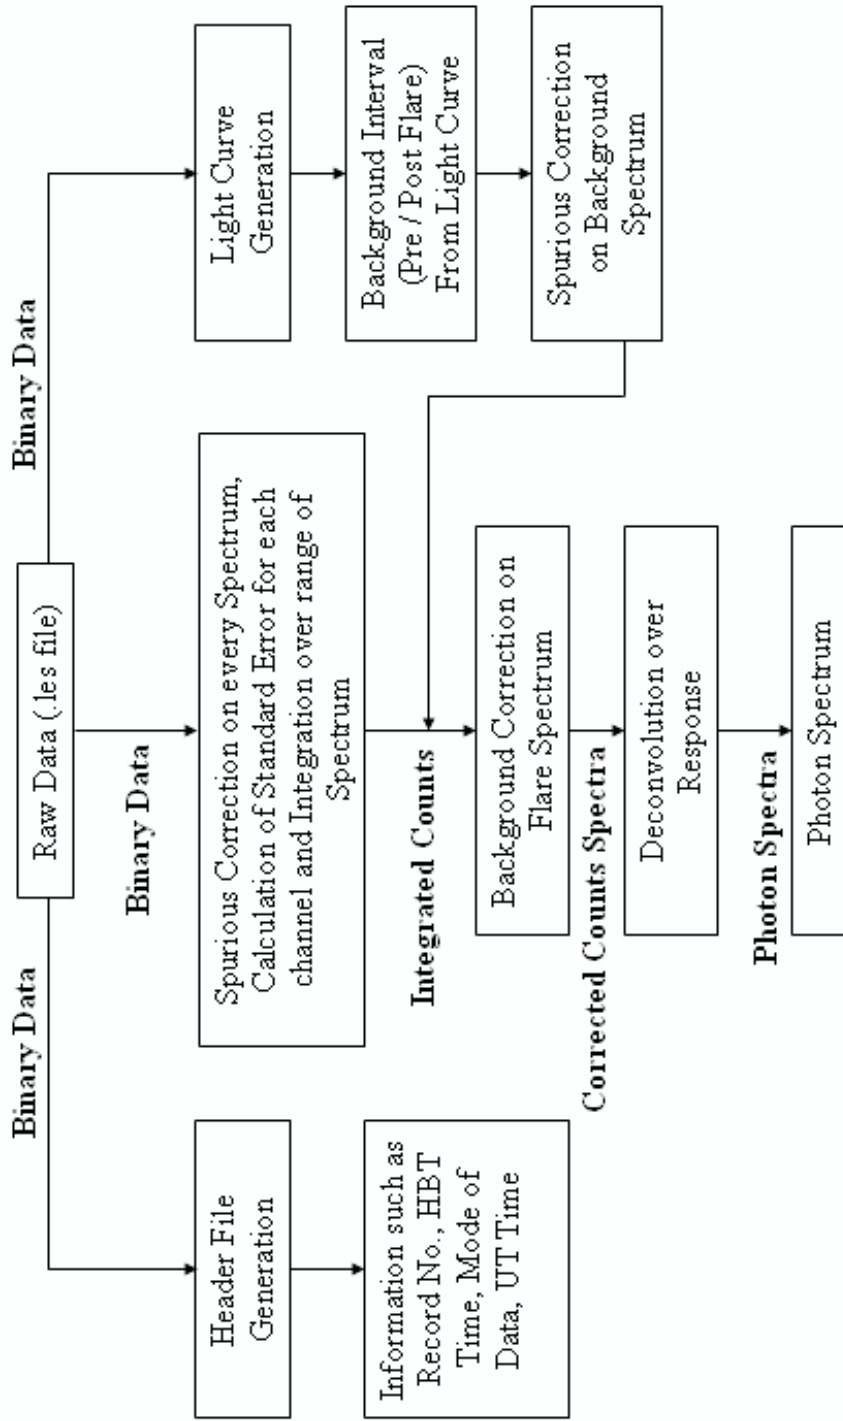 Raw Data (.les file)
Binary Data
Binary Data
Binary Data
Header File
Generation
Information such as
Record No., HBT
Time, Mode of
Data, UT Time
Spurious Correction on every Spectrum,
Calculation of Standard Error for each
channel and Integration over range of
Spectrum
Integrated Counts
Background Correction on
Flare Spectrum
Corrected Counts Spectra
Deconvolution over
Response
Photon Spectra
Photon Spectrum
Light Curve
Generation
Background Interval
(Pre / Post Flare)
From Light Curve
Spurious Correction
on Background
Spectrum